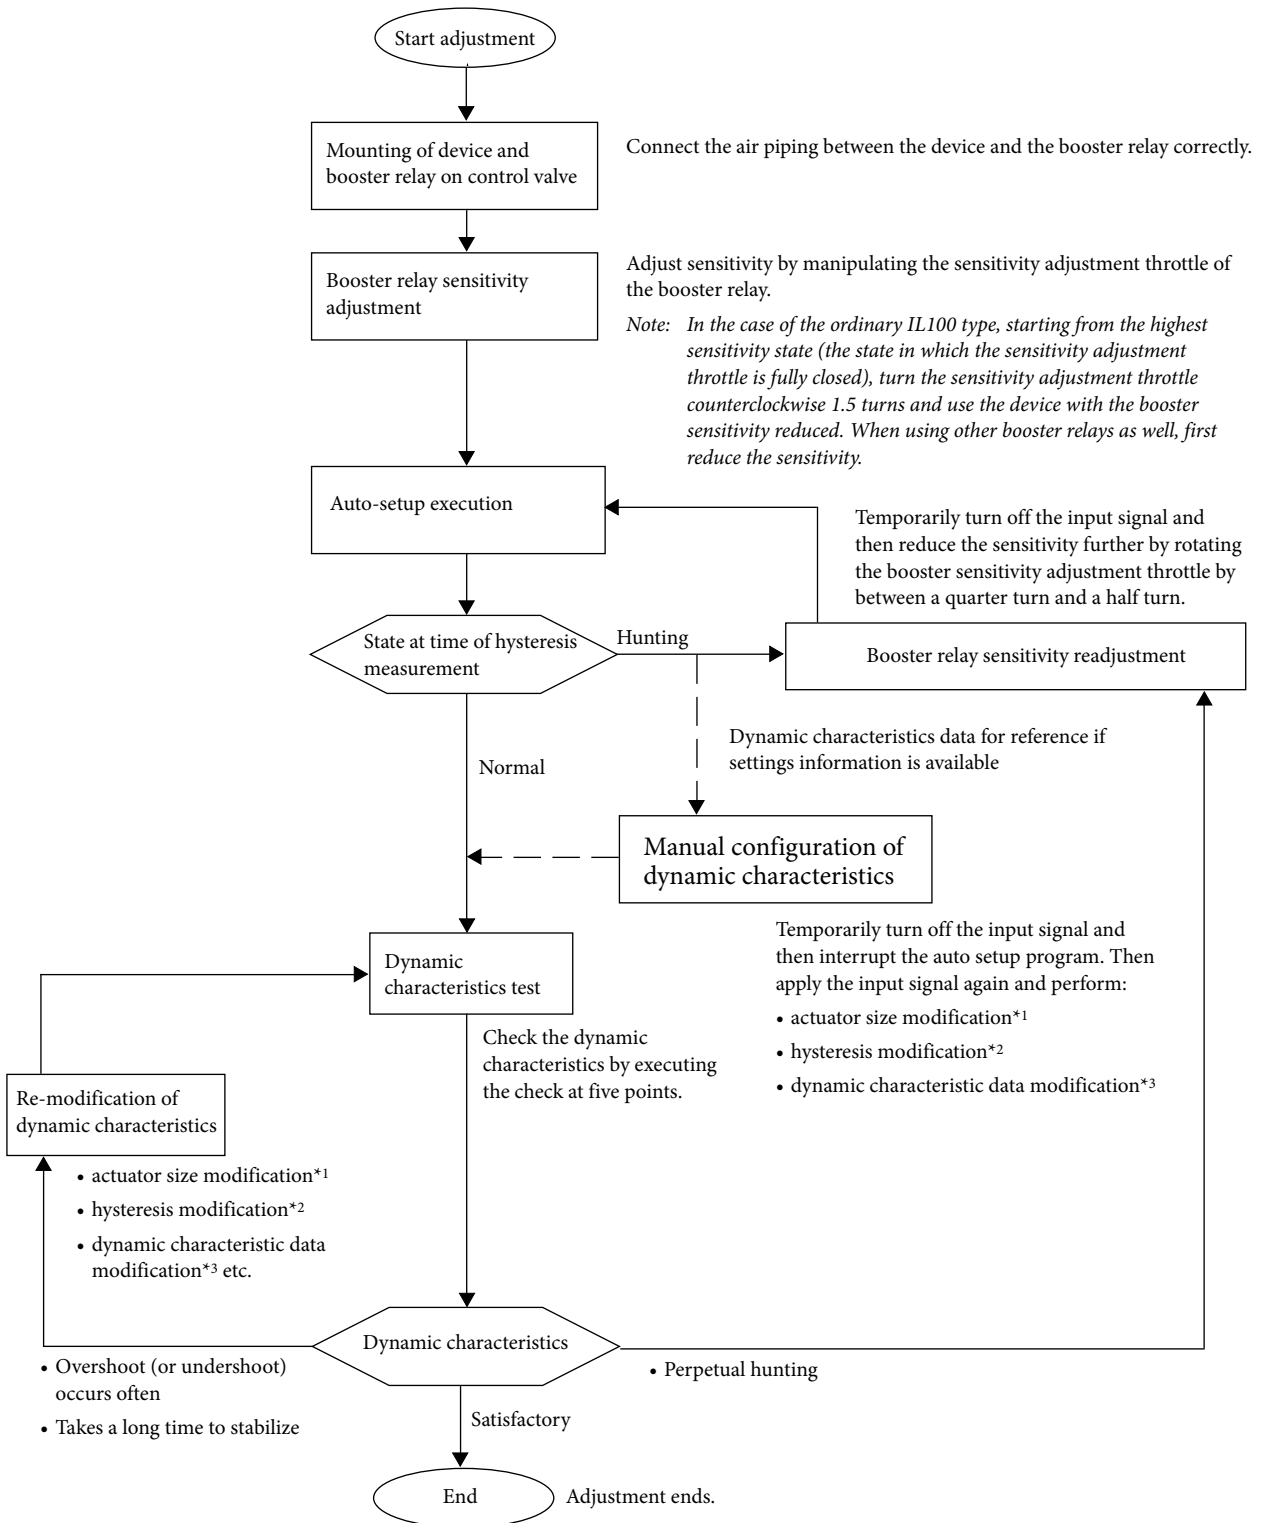 Start adjustment
Mounting of device and
booster relay on control valve
Connect the air piping between the device and the booster relay correctly.
Booster relay sensitivity
adjustment
Adjust sensitivity by manipulating the sensitivity adjustment throttle of
the booster relay.
Note: In the case of the ordinary IL100 type, starting from the highest
sensitivity state (the state in which the sensitivity adjustment
throttle is fully closed), turn the sensitivity adjustment throttle
counterclockwise 1.5 turns and use the device with the booster
sensitivity reduced. When using other booster relays as well, first
reduce the sensitivity.
Auto-setup execution
Temporarily turn off the input signal and
then reduce the sensitivity further by rotating
the booster sensitivity adjustment throttle by
between a quarter turn and a half turn.
State at time of hysteresis
measurement
Hunting
Booster relay sensitivity readjustment
Dynamic characteristics data for reference if
settings information is available
Normal
Manual configuration of
dynamic characteristics
Temporarily turn off the input signal and
then interrupt the auto setup program. Then
apply the input signal again and perform:
• actuator size modification*1
• hysteresis modification*2
• dynamic characteristic data modification*3
Dynamic
characteristics test
Check the dynamic
characteristics by executing
the check at five points.
Re-modification of
dynamic characteristics
• actuator size modification*1
• hysteresis modification*2
• dynamic characteristic data
modification*3 etc.
Dynamic characteristics
• Overshoot (or undershoot)
occurs often
• Takes a long time to stabilize
• Perpetual hunting
Satisfactory
End
Adjustment ends.